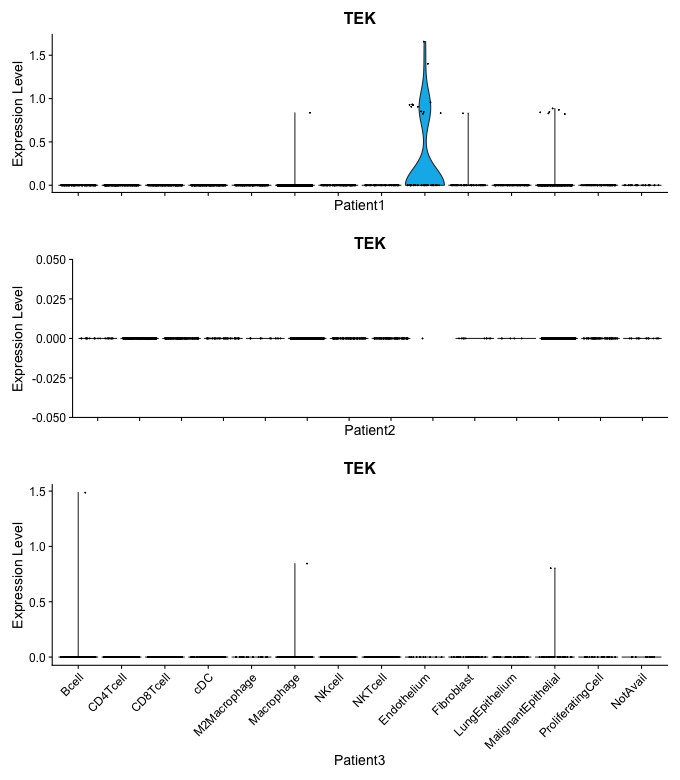 TEK
Expression Level
1.5
1.0
0.5
0.0
Patient1
TEK
Expression Level
0.050
0.025
0.000
-0.025
-0.050
Patient2
TEK
Expression Level
1.5
1.0
0.5
0.0
Bcell
CD4Tcell
CD8Tcell
cDC
M2Macrophage
Macrophage
NKcell
NKTcell
Endothelium
Fibroblast
LungEpithelium
MalignantEpithelial
ProliferatingCell
NotAvail
Patient3